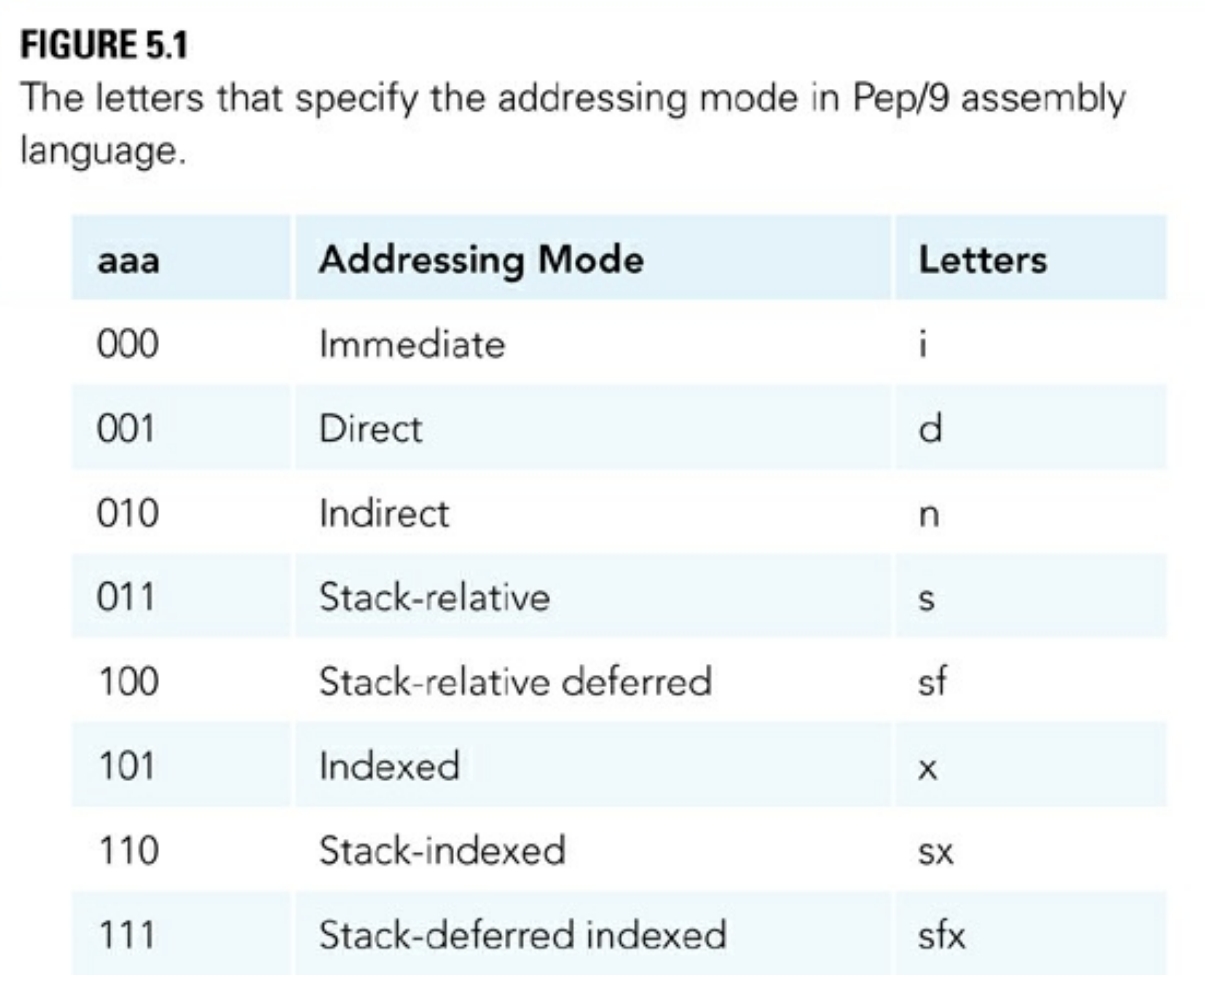 FIGURE 5.1
The letters that specify the addressing mode in Pep/9 assembly
language.
aaa Addressing Mode Letters
000 Immediate i
001 Direct d
010 Indirect n
011 Stack-relative s
100 Stack-relative deferred sf
101 Indexed x
110 Stack-indexed sx
111 Stack-deferred indexed sfx